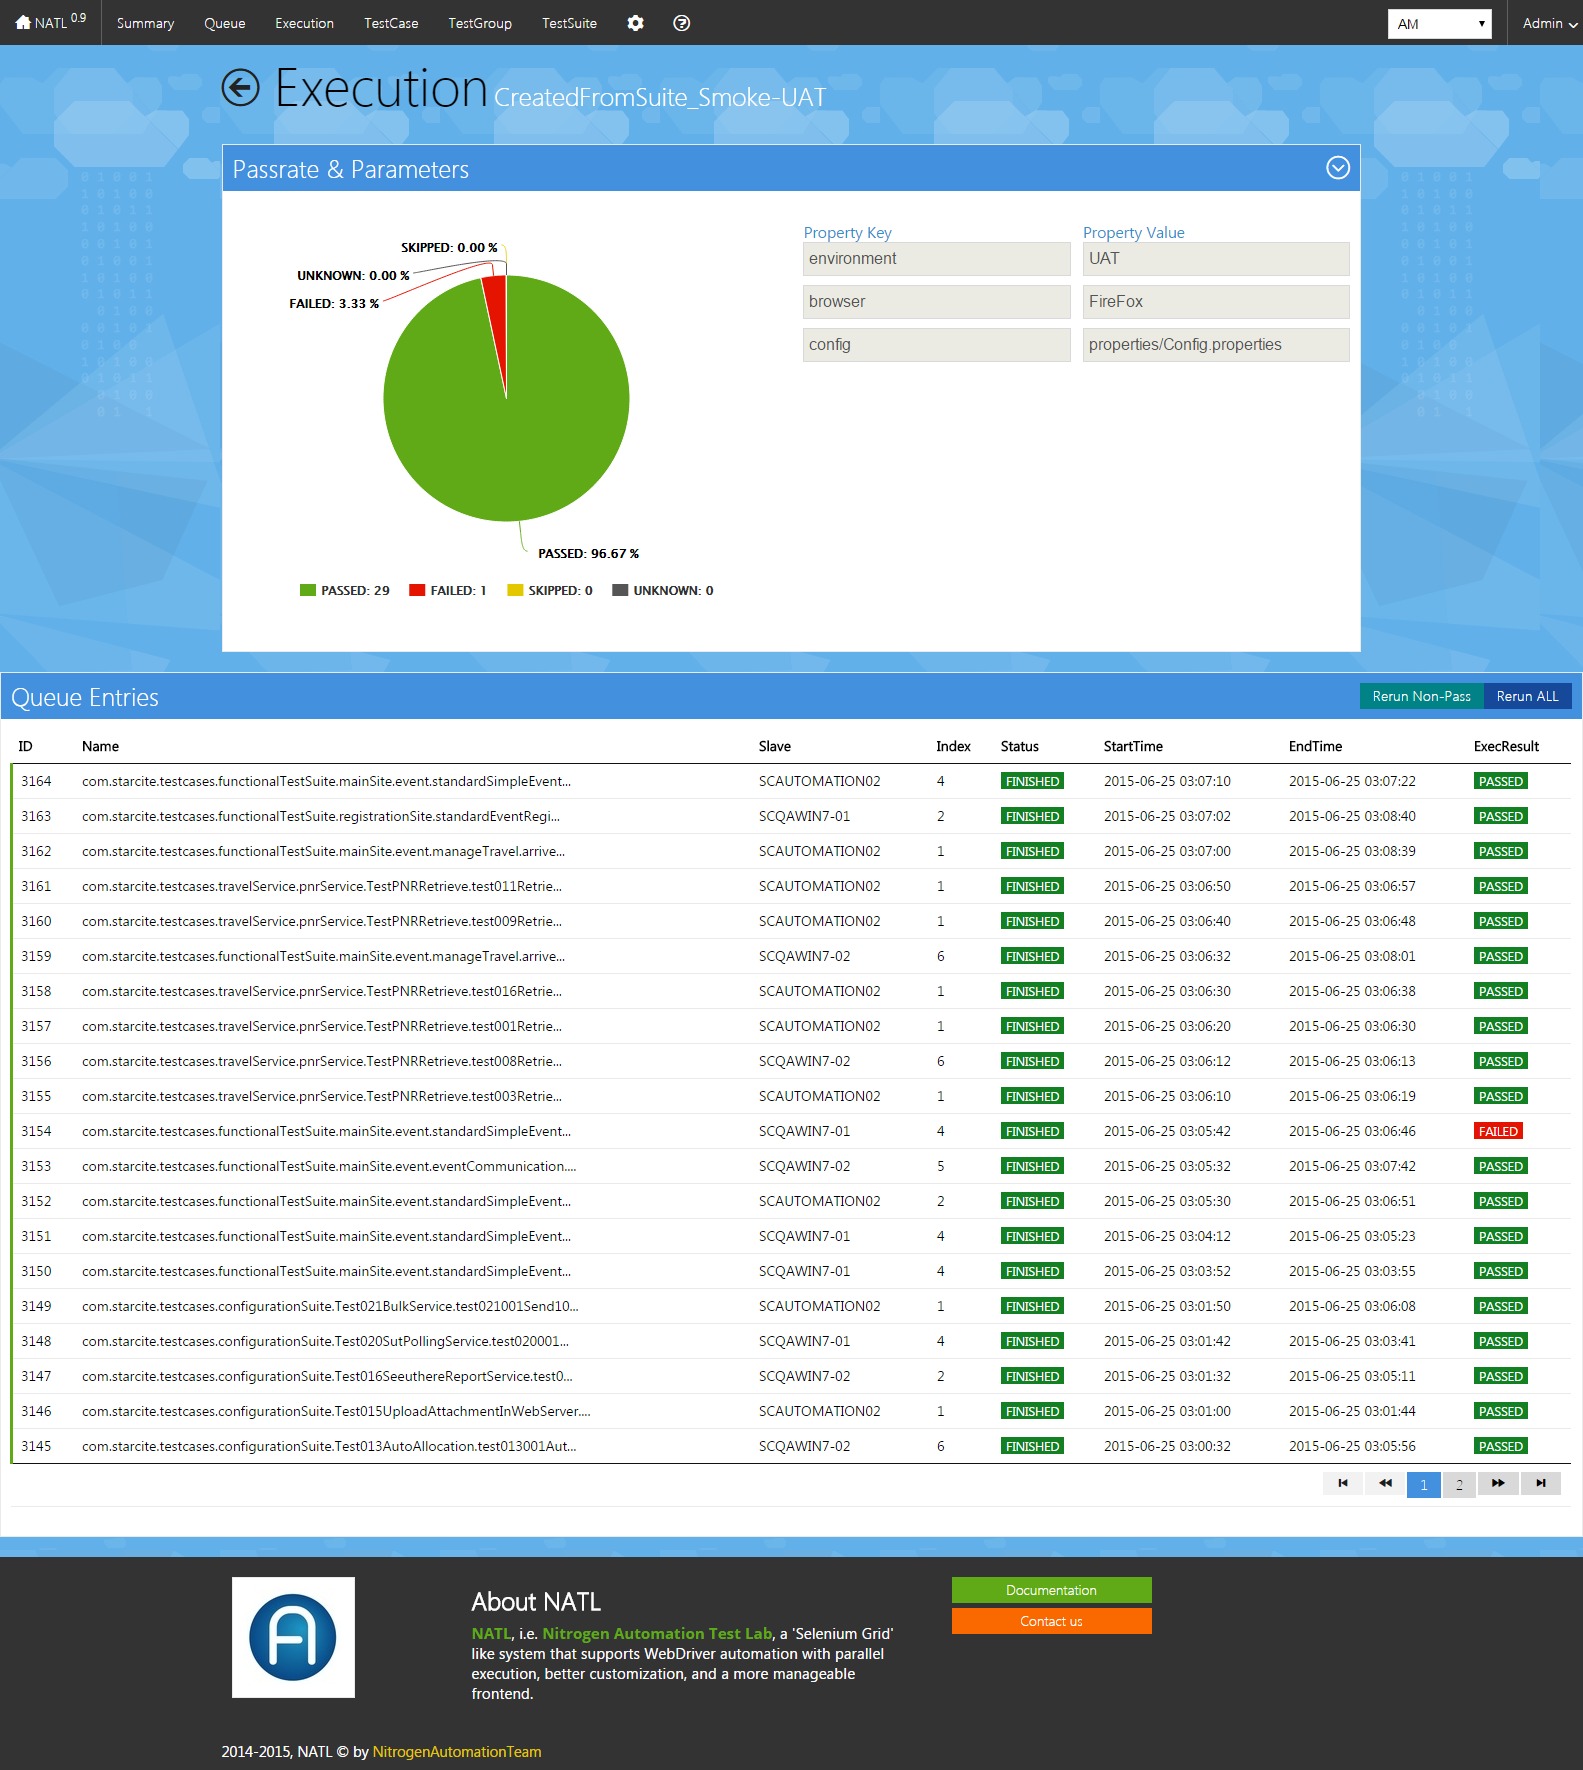 NATL 0.9 Summary Queue Execution TestCase TestGroup TestSuite AM Admin
Execution CreatedFromSuite_Smoke-UAT
Passrate & Parameters
SKIPPED: 0.00 %
UNKNOWN: 0.00 %
FAILED: 3.33 %
PASSED: 96.67 %
PASSED: 29 FAILED: 1 SKIPPED: 0 UNKNOWN: 0
Property Key Property Value
environment UAT
browser FireFox
config properties/Config.properties
Queue Entries Rerun Non-Pass Rerun ALL
ID Name Slave Index Status StartTime EndTime ExecResult
3164 com.starcite.testcases.functionalTestSuite.mainSite.event.standardSimpleEvent... SCAUTOMATION02 4 FINISHED 2015-06-25 03:07:10 2015-06-25 03:07:22 PASSED
3163 com.starcite.testcases.functionalTestSuite.registrationSite.standardEventRegi... SCQAWIN7-01 2 FINISHED 2015-06-25 03:07:02 2015-06-25 03:08:40 PASSED
3162 com.starcite.testcases.functionalTestSuite.mainSite.event.manageTravel.arrive... SCAUTOMATION02 1 FINISHED 2015-06-25 03:07:00 2015-06-25 03:08:39 PASSED
3161 com.starcite.testcases.travelService.pnrService.TestPNRRetrieve.test011Retrie... SCAUTOMATION02 1 FINISHED 2015-06-25 03:06:50 2015-06-25 03:06:57 PASSED
3160 com.starcite.testcases.travelService.pnrService.TestPNRRetrieve.test009Retrie... SCAUTOMATION02 1 FINISHED 2015-06-25 03:06:40 2015-06-25 03:06:48 PASSED
3159 com.starcite.testcases.functionalTestSuite.mainSite.event.manageTravel.arrive... SCQAWIN7-02 6 FINISHED 2015-06-25 03:06:32 2015-06-25 03:08:01 PASSED
3158 com.starcite.testcases.travelService.pnrService.TestPNRRetrieve.test016Retrie... SCAUTOMATION02 1 FINISHED 2015-06-25 03:06:30 2015-06-25 03:06:38 PASSED
3157 com.starcite.testcases.travelService.pnrService.TestPNRRetrieve.test001Retrie... SCAUTOMATION02 1 FINISHED 2015-06-25 03:06:20 2015-06-25 03:06:30 PASSED
3156 com.starcite.testcases.travelService.pnrService.TestPNRRetrieve.test008Retrie... SCQAWIN7-02 6 FINISHED 2015-06-25 03:06:12 2015-06-25 03:06:13 PASSED
3155 com.starcite.testcases.travelService.pnrService.TestPNRRetrieve.test003Retrie... SCAUTOMATION02 1 FINISHED 2015-06-25 03:06:10 2015-06-25 03:06:19 PASSED
3154 com.starcite.testcases.functionalTestSuite.mainSite.event.standardSimpleEvent... SCQAWIN7-01 4 FINISHED 2015-06-25 03:05:42 2015-06-25 03:06:46 FAILED
3153 com.starcite.testcases.functionalTestSuite.mainSite.event.eventCommunication.... SCQAWIN7-02 5 FINISHED 2015-06-25 03:05:32 2015-06-25 03:07:42 PASSED
3152 com.starcite.testcases.functionalTestSuite.mainSite.event.standardSimpleEvent... SCAUTOMATION02 2 FINISHED 2015-06-25 03:05:30 2015-06-25 03:06:51 PASSED
3151 com.starcite.testcases.functionalTestSuite.mainSite.event.standardSimpleEvent... SCQAWIN7-01 4 FINISHED 2015-06-25 03:04:12 2015-06-25 03:05:23 PASSED
3150 com.starcite.testcases.functionalTestSuite.mainSite.event.standardSimpleEvent... SCQAWIN7-01 4 FINISHED 2015-06-25 03:03:52 2015-06-25 03:03:55 PASSED
3149 com.starcite.testcases.configurationSuite.Test021BulkService.test021001Send10... SCAUTOMATION02 1 FINISHED 2015-06-25 03:01:50 2015-06-25 03:06:08 PASSED
3148 com.starcite.testcases.configurationSuite.Test020SutPollingService.test020001... SCQAWIN7-01 4 FINISHED 2015-06-25 03:01:42 2015-06-25 03:03:41 PASSED
3147 com.starcite.testcases.configurationSuite.Test016SeeuthereReportService.test0... SCQAWIN7-02 2 FINISHED 2015-06-25 03:01:32 2015-06-25 03:05:11 PASSED
3146 com.starcite.testcases.configurationSuite.Test015UploadAttachmentInWebServer.... SCAUTOMATION02 1 FINISHED 2015-06-25 03:01:00 2015-06-25 03:01:44 PASSED
3145 com.starcite.testcases.configurationSuite.Test013AutoAllocation.test013001Aut... SCQAWIN7-02 6 FINISHED 2015-06-25 03:00:32 2015-06-25 03:05:56 PASSED
1 2
About NATL
NATL, i.e. Nitrogen Automation Test Lab, a 'Selenium Grid'
like system that supports WebDriver automation with parallel
execution, better customization, and a more manageable
frontend.
Documentation
Contact us
2014-2015, NATL © by NitrogenAutomationTeam